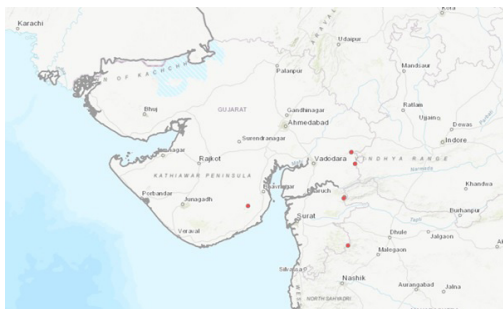 Karachi
Udaipur
Palanpur
Mandsaur
Bhuj
GUJARAT
Gandhinagar
Ahmedabad
Ratlam
Ujjain
Dewas
Indore
Surendranagar
Rajkot
Vadodara
VINDHYA RANGE
KATHIAWAR PENINSULA
Khandwa
Porbandar
Junagadh
Bharuch
Burhanpur
Veraval
Surat
Dhule
Jalgaon
Malegaon
Silvassa
Nashik
Aurangabad
Jalna